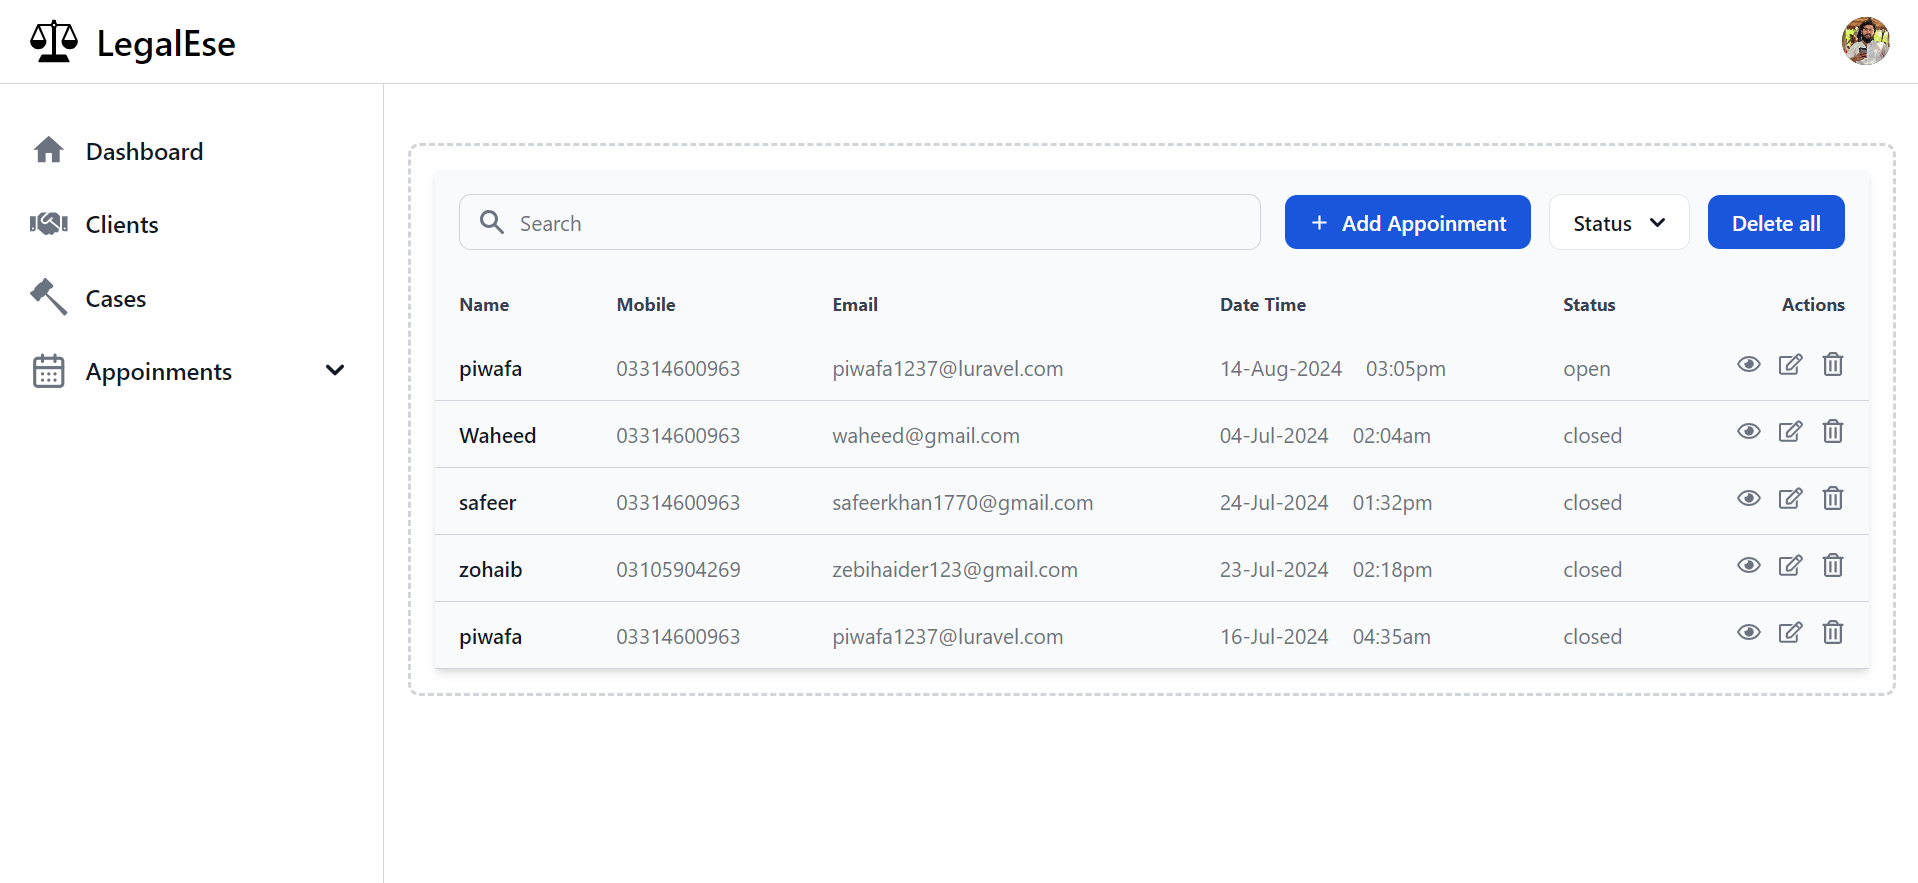 LegalEse
Dashboard
Clients
Cases
Appoinments
Search
+ Add Appoinment
Status
Delete all
Name Mobile Email Date Time Status Actions
piwafa 03314600963 piwafa1237@luravel.com 14-Aug-2024 03:05pm open
Waheed 03314600963 waheed@gmail.com 04-Jul-2024 02:04am closed
safeer 03314600963 safeerkhan1770@gmail.com 24-Jul-2024 01:32pm closed
zohaib 03105904269 zebihaider123@gmail.com 23-Jul-2024 02:18pm closed
piwafa 03314600963 piwafa1237@luravel.com 16-Jul-2024 04:35am closed